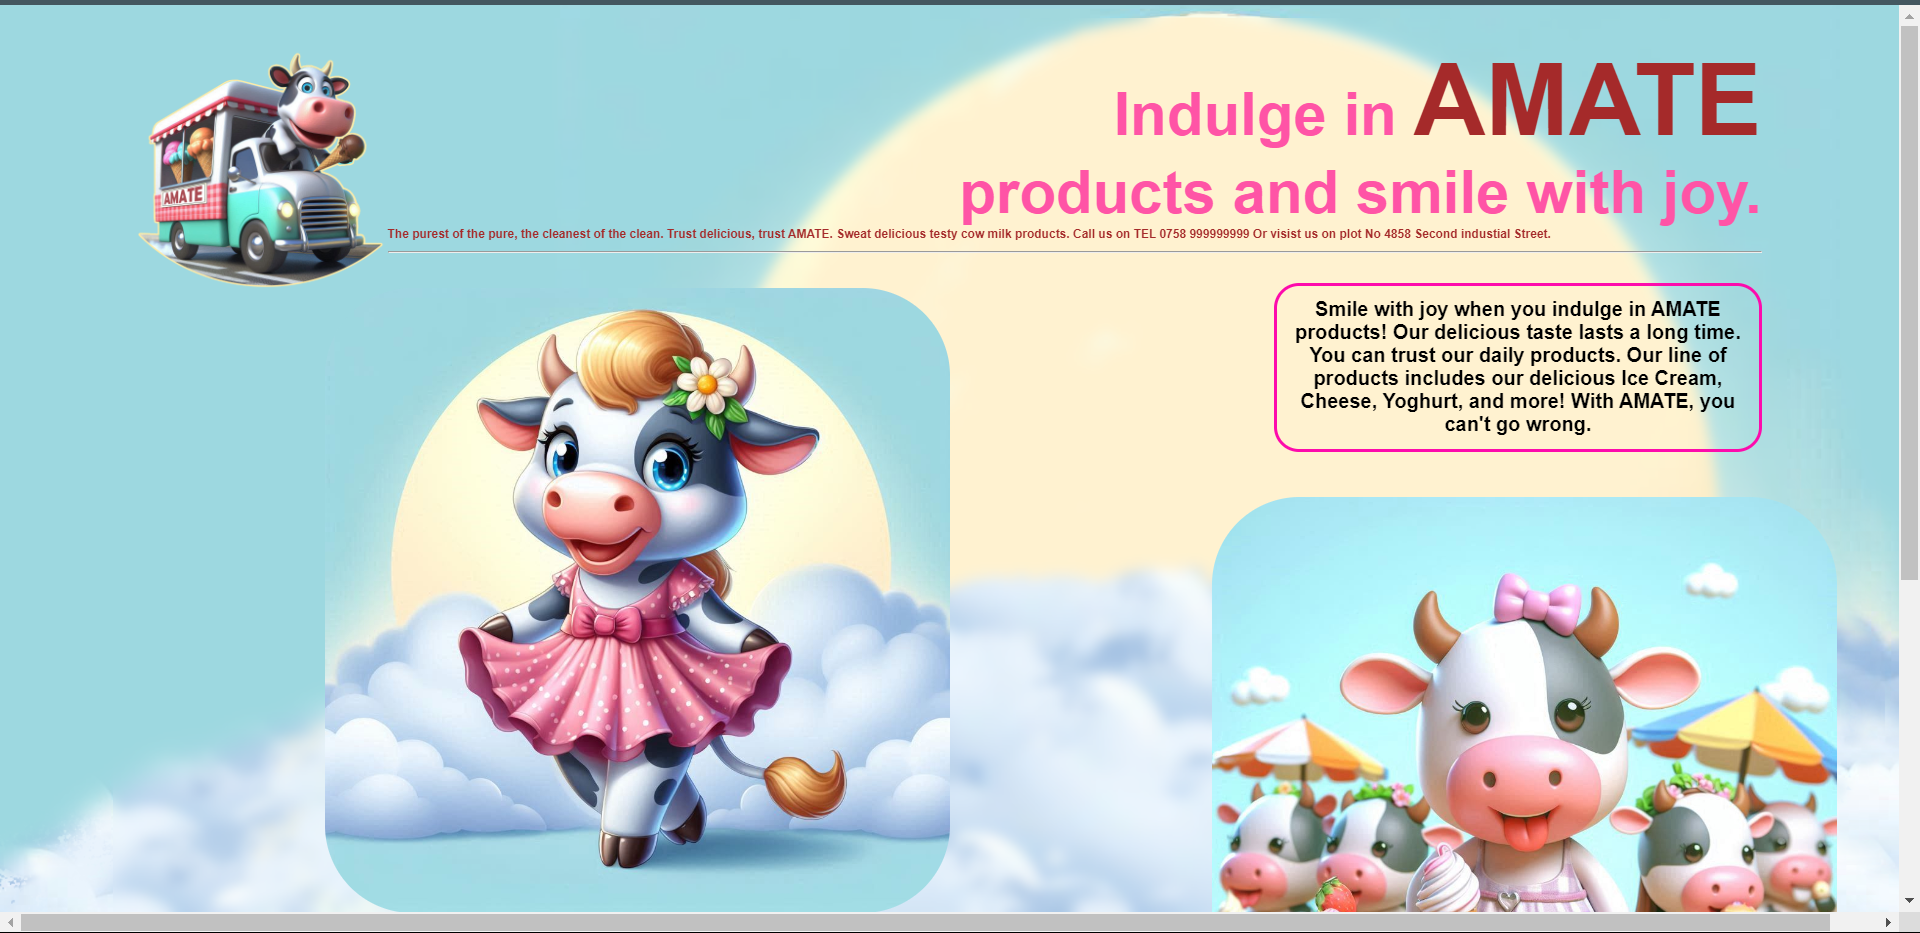 AMATE
Indulge in AMATE
products and smile with joy.
The purest of the pure, the cleanest of the clean. Trust delicious, trust AMATE. Sweat delicious testy cow milk products. Call us on TEL 0758 999999999 Or visist us on plot No 4858 Second industial Street.
Smile with joy when you indulge in AMATE
products! Our delicious taste lasts a long time.
You can trust our daily products. Our line of
products includes our delicious Ice Cream,
Cheese, Yoghurt, and more! With AMATE, you
can't go wrong.